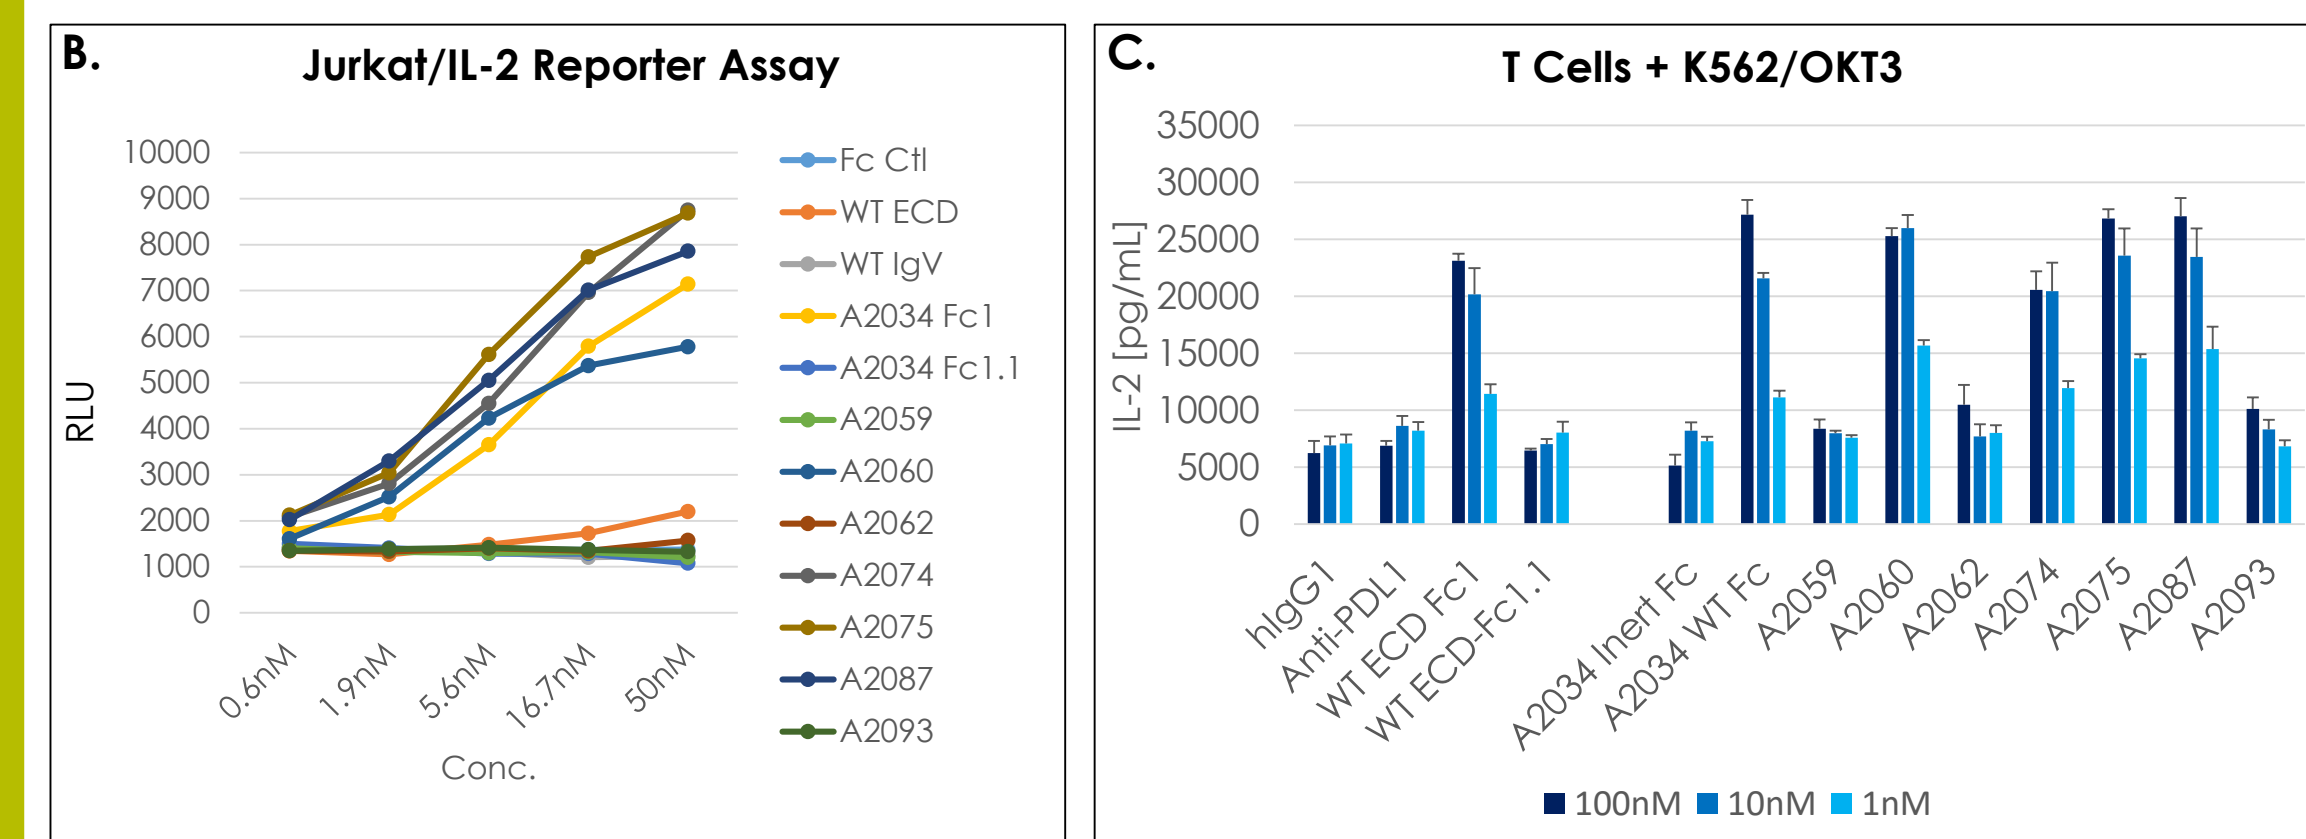 B.
Jurkat/IL-2 Reporter Assay
10000
9000
8000
7000
6000
5000
4000
3000
2000
1000
0
RLU
0.6nM
1.9nM
5.6nM
16.7nM
50nM
Conc.
Fc Ctl
WT ECD
WT IgV
A2034 Fc1
A2034 Fc1.1
A2059
A2060
A2062
A2074
A2075
A2087
A2093
C.
T Cells + K562/OKT3
35000
30000
25000
20000
15000
10000
5000
0
IL-2 [pg/mL]
hIgG1
Anti-PDL1
WT ECD Fc1
WT ECD-Fc1.1
A2034 Inert Fc
A2034 WT Fc
A2059
A2060
A2062
A2074
A2075
A2087
A2093
100nM 10nM 1nM